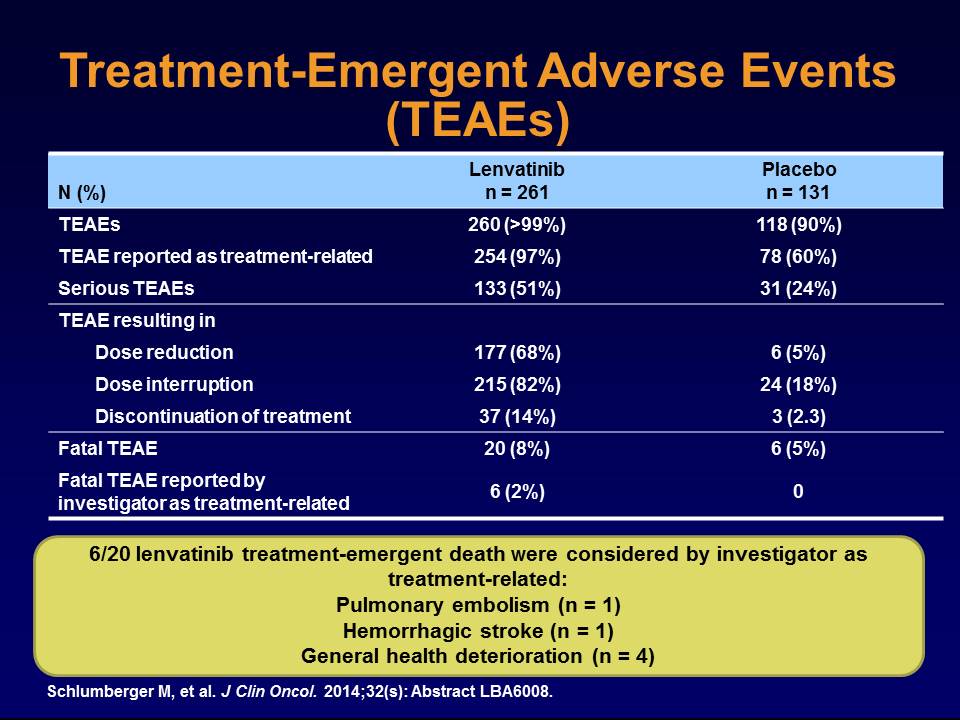 Treatment-Emergent Adverse Events
(TEAEs)
Lenvatinib Placebo
N (%) n = 261 n = 131
TEAEs 260 (>99%) 118 (90%)
TEAE reported as treatment-related 254 (97%) 78 (60%)
Serious TEAEs 133 (51%) 31 (24%)
TEAE resulting in
Dose reduction 177 (68%) 6 (5%)
Dose interruption 215 (82%) 24 (18%)
Discontinuation of treatment 37 (14%) 3 (2.3)
Fatal TEAE 20 (8%) 6 (5%)
Fatal TEAE reported by
investigator as treatment-related 6 (2%) 0
6/20 lenvatinib treatment-emergent death were considered by investigator as
treatment-related:
Pulmonary embolism (n = 1)
Hemorrhagic stroke (n = 1)
General health deterioration (n = 4)
Schlumberger M, et al. J Clin Oncol. 2014;32(s): Abstract LBA6008.